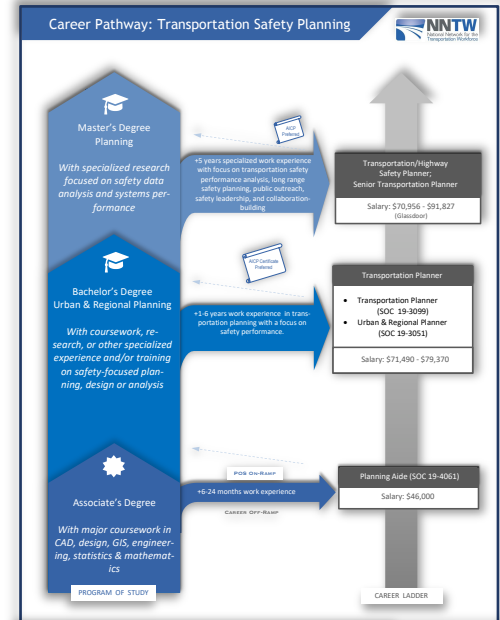 Career Pathway: Transportation Safety Planning
NNTW
National Network for the
Transportation Workforce
Master's Degree
Planning
With specialized research
focused on safety data
analysis and systems per-
formance
AICP
Preferred
+5 years specialized work experience
with focus on transportation safety
performance analysis, long range
safety planning, public outreach,
safety leadership, and collaboration-
building
Transportation/Highway
Safety Planner;
Senior Transportation Planner
Salary: $70,956 - $91,827
(Glassdoor)
Bachelor's Degree
Urban & Regional Planning
With coursework, re-
search, or other specialized
experience and/or training
on safety-focused plan-
ning, design or analysis
AICP Certificate
Preferred
+1-6 years work experience in trans-
portation planning with a focus on
safety performance.
Transportation Planner
• Transportation Planner
(SOC 19-3099)
• Urban & Regional Planner
(SOC 19-3051)
Salary: $71,490 - $79,370
Associate's Degree
With major coursework in
CAD, design, GIS, engineer-
ing, statistics & mathemat-
ics
POS On-Ramp
+6-24 months work experience
Career Off-Ramp
Planning Aide (SOC 19-4061)
Salary: $46,000
PROGRAM OF STUDY
CAREER LADDER